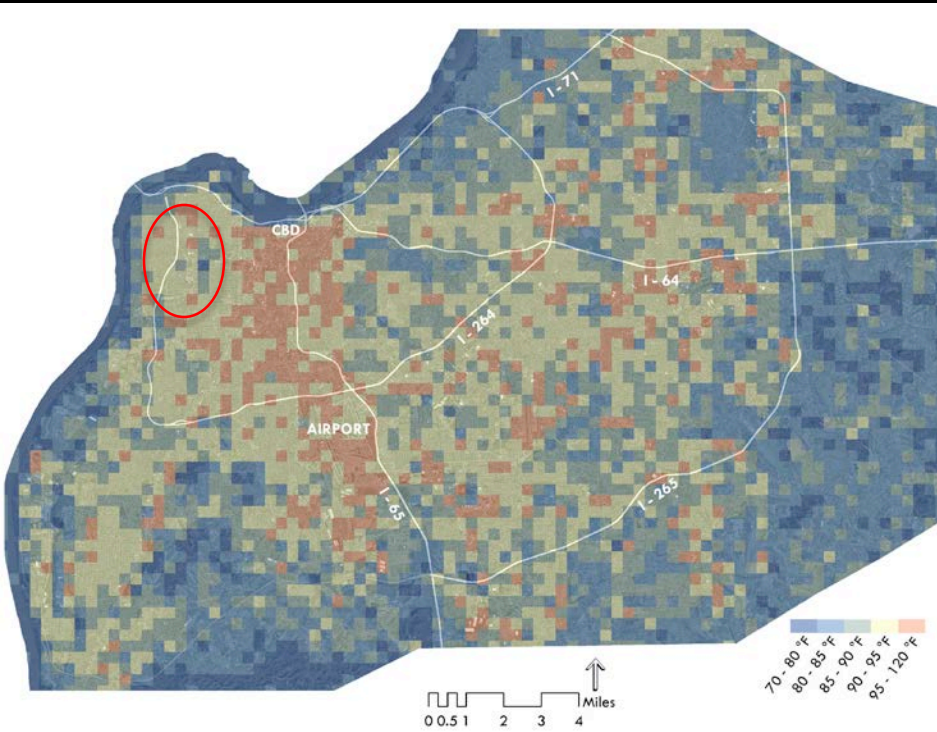 I - 71
CBD
I - 64
I - 264
AIRPORT
I - 65
I - 265
70 - 80 °F
80 - 85 °F
85 - 90 °F
90 - 95 °F
95 - 120 °F
Miles
0 0.5 1 2 3 4